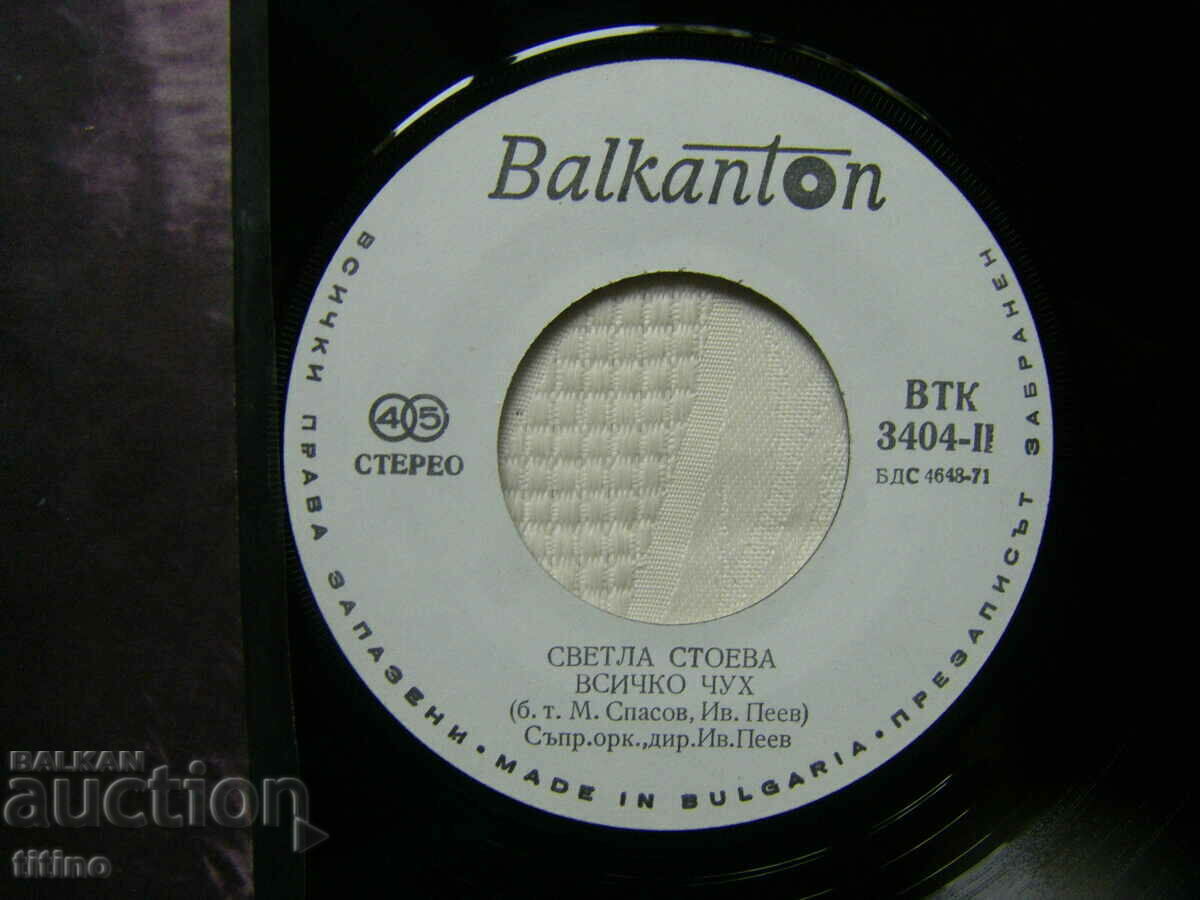 Balkanton
ВСИЧКИ ПРАВА ЗАПАЗЕНИ • MADE IN BULGARIA • ПРЕЗАПИСЪТ ЗАБРАНЕН
45
СТЕРЕО
ВТК
3404-II
БДС 4648-71
СВЕТЛА СТОЕВА
ВСИЧКО ЧУХ
(б. т. М. Спасов, Ив. Пеев)
Съпр.орк.,дир.Ив.Пеев
BALKAN
auction
titino